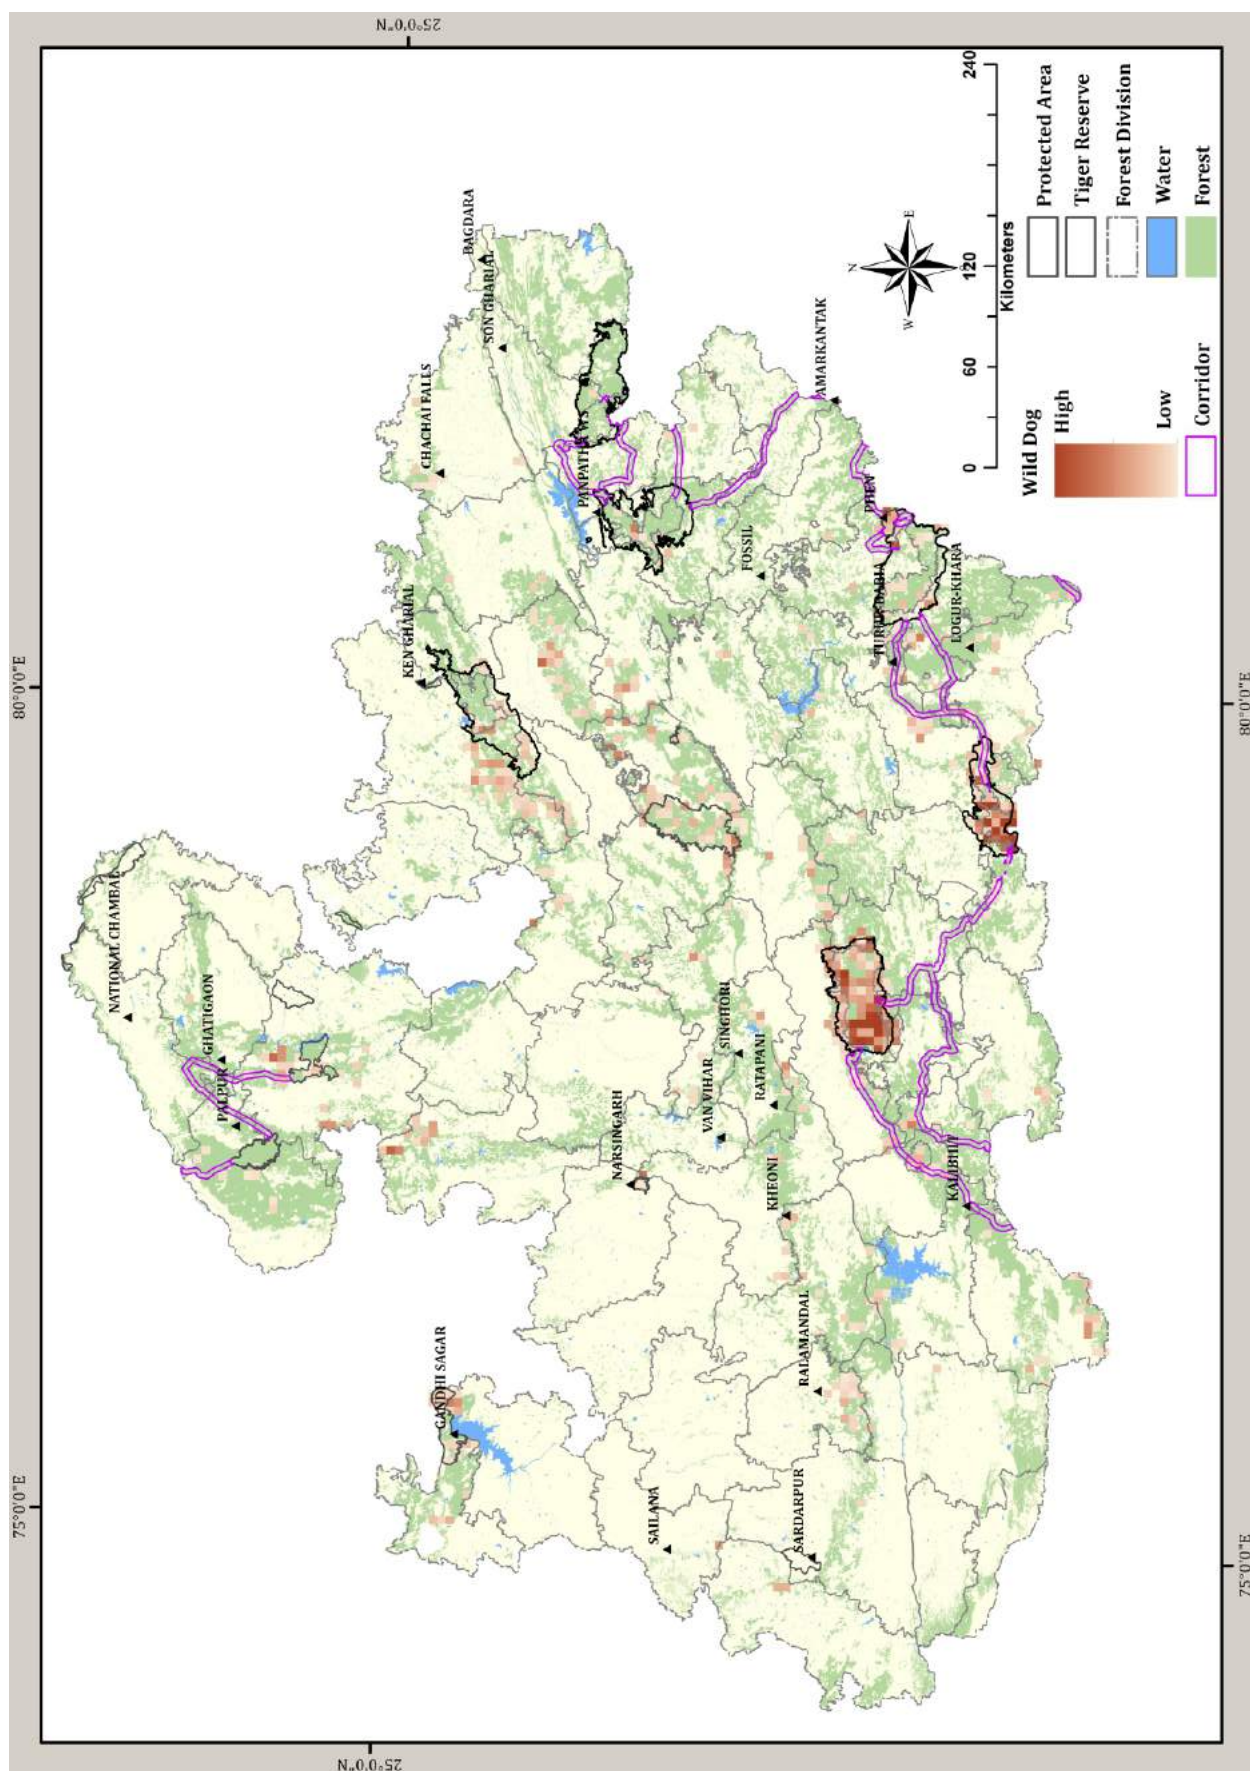 75°0'0"E
80°0'0"E
25°0'0"N
25°0'0"N
NATIONAL CHAMBAL
GHATIGAON
PALPUR
BAGDARA
SON GHARIAL
CHACHAI FALLS
KEN GHARIAL
GANDHI SAGAR
PANPATHA WS
NARSINGARH
SAILANA
SINGHORI
VAN VIHAR
FOSSIL
RATAPANI
KHEONI
RALAMANDAL
SARDARPUR
AMARKANTAK
PHEN
LOGUR-KHARA
KALIBHIT
N
W
E
0
60
120
240
Kilometers
Wild Dog
High
Low
Corridor
Protected Area
Tiger Reserve
Forest Division
Water
Forest
75°0'0"E
80°0'0"E